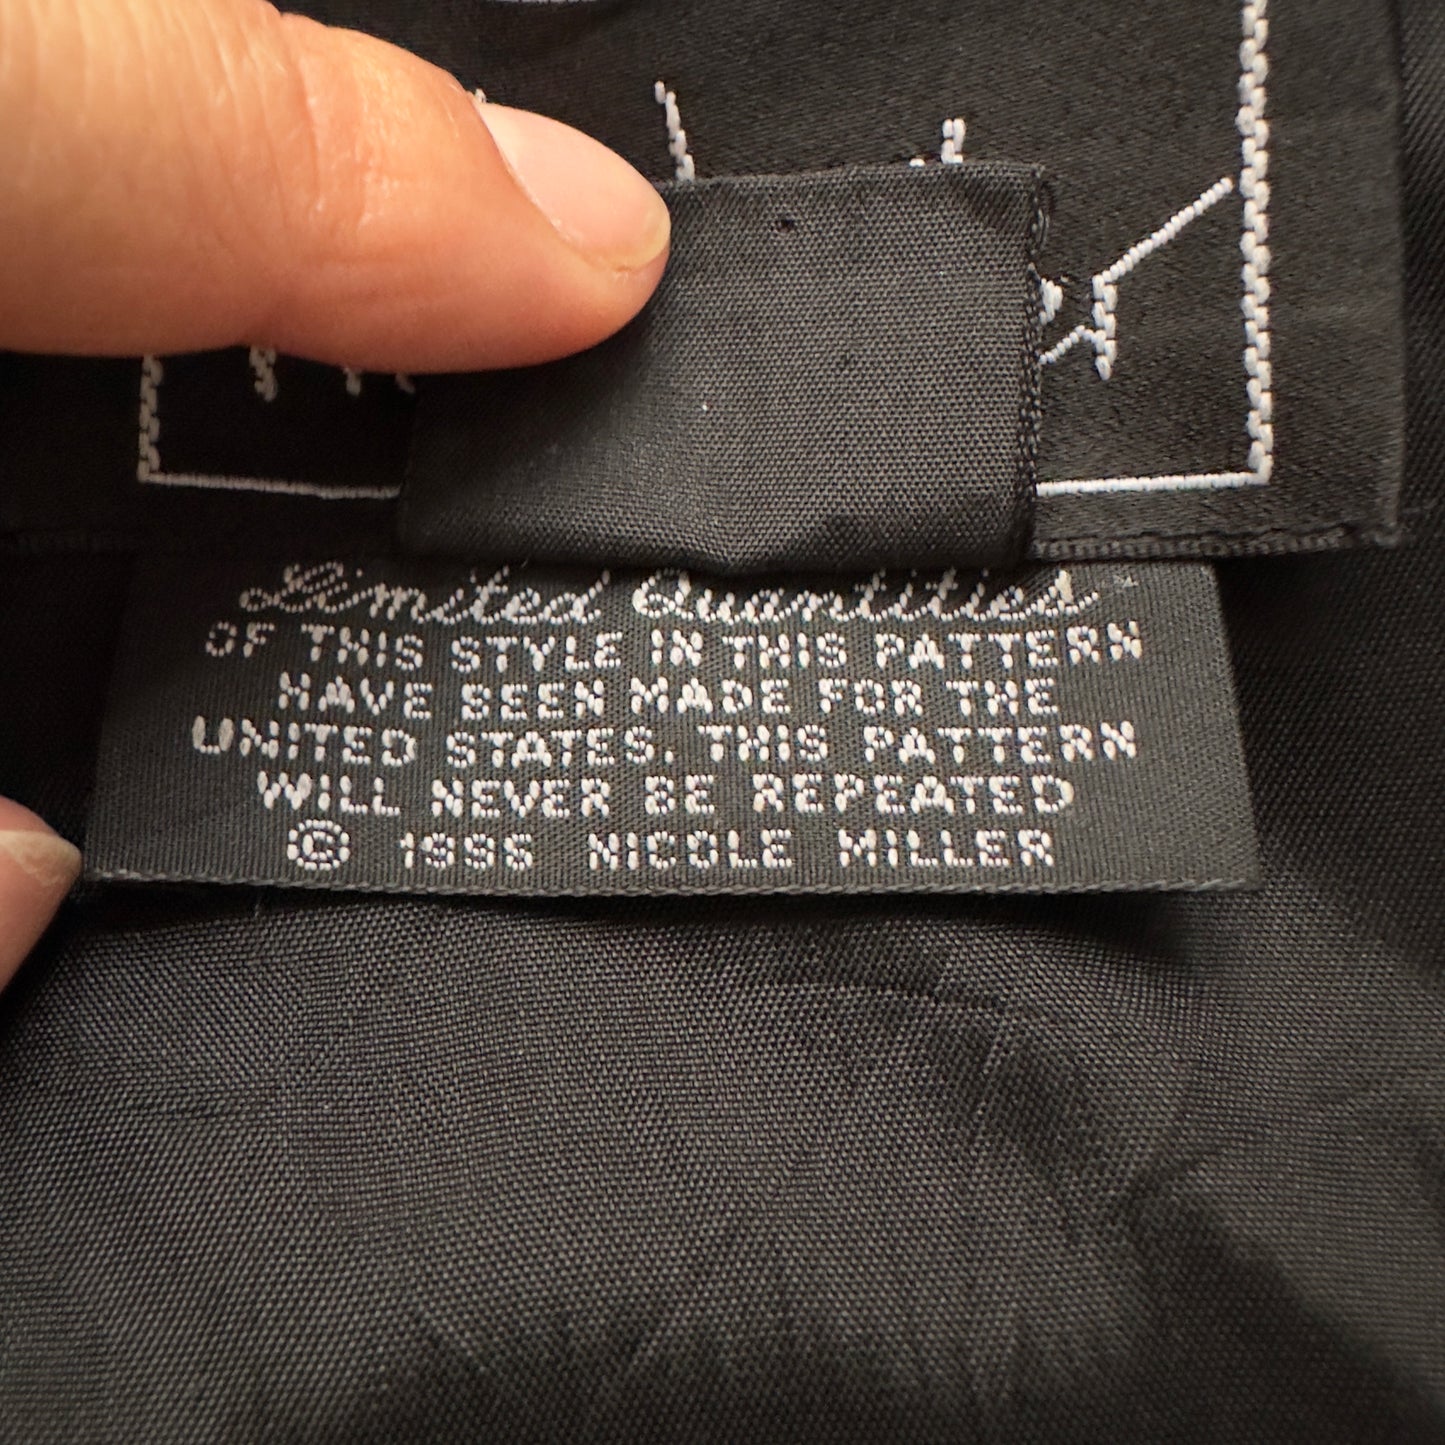 Limited Quantities ™
OF THIS STYLE IN THIS PATTERN
HAVE BEEN MADE FOR THE
UNITED STATES. THIS PATTERN
WILL NEVER BE REPEATED
© 1996 NICOLE MILLER